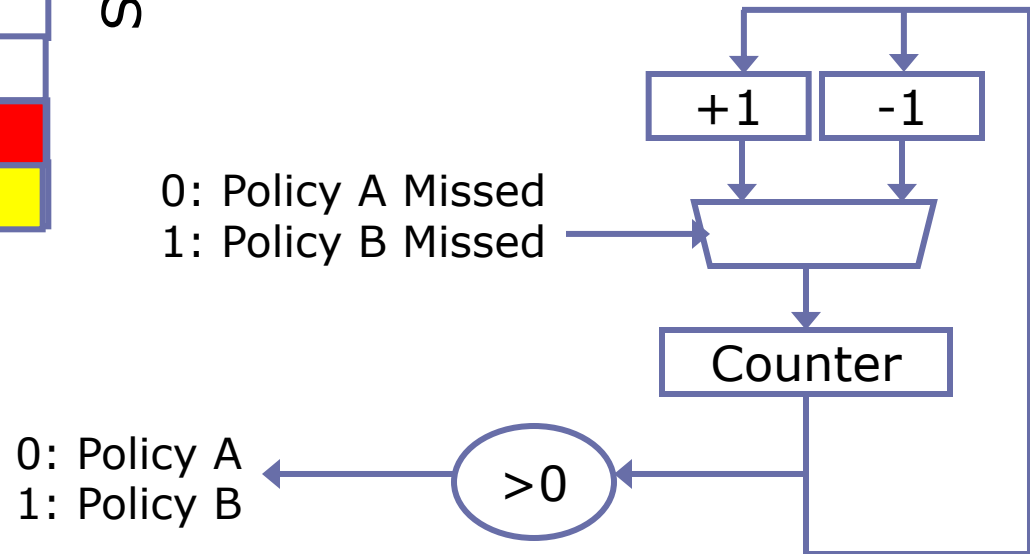 S
+1
-1
0: Policy A Missed
1: Policy B Missed
Counter
0: Policy A
1: Policy B
>0